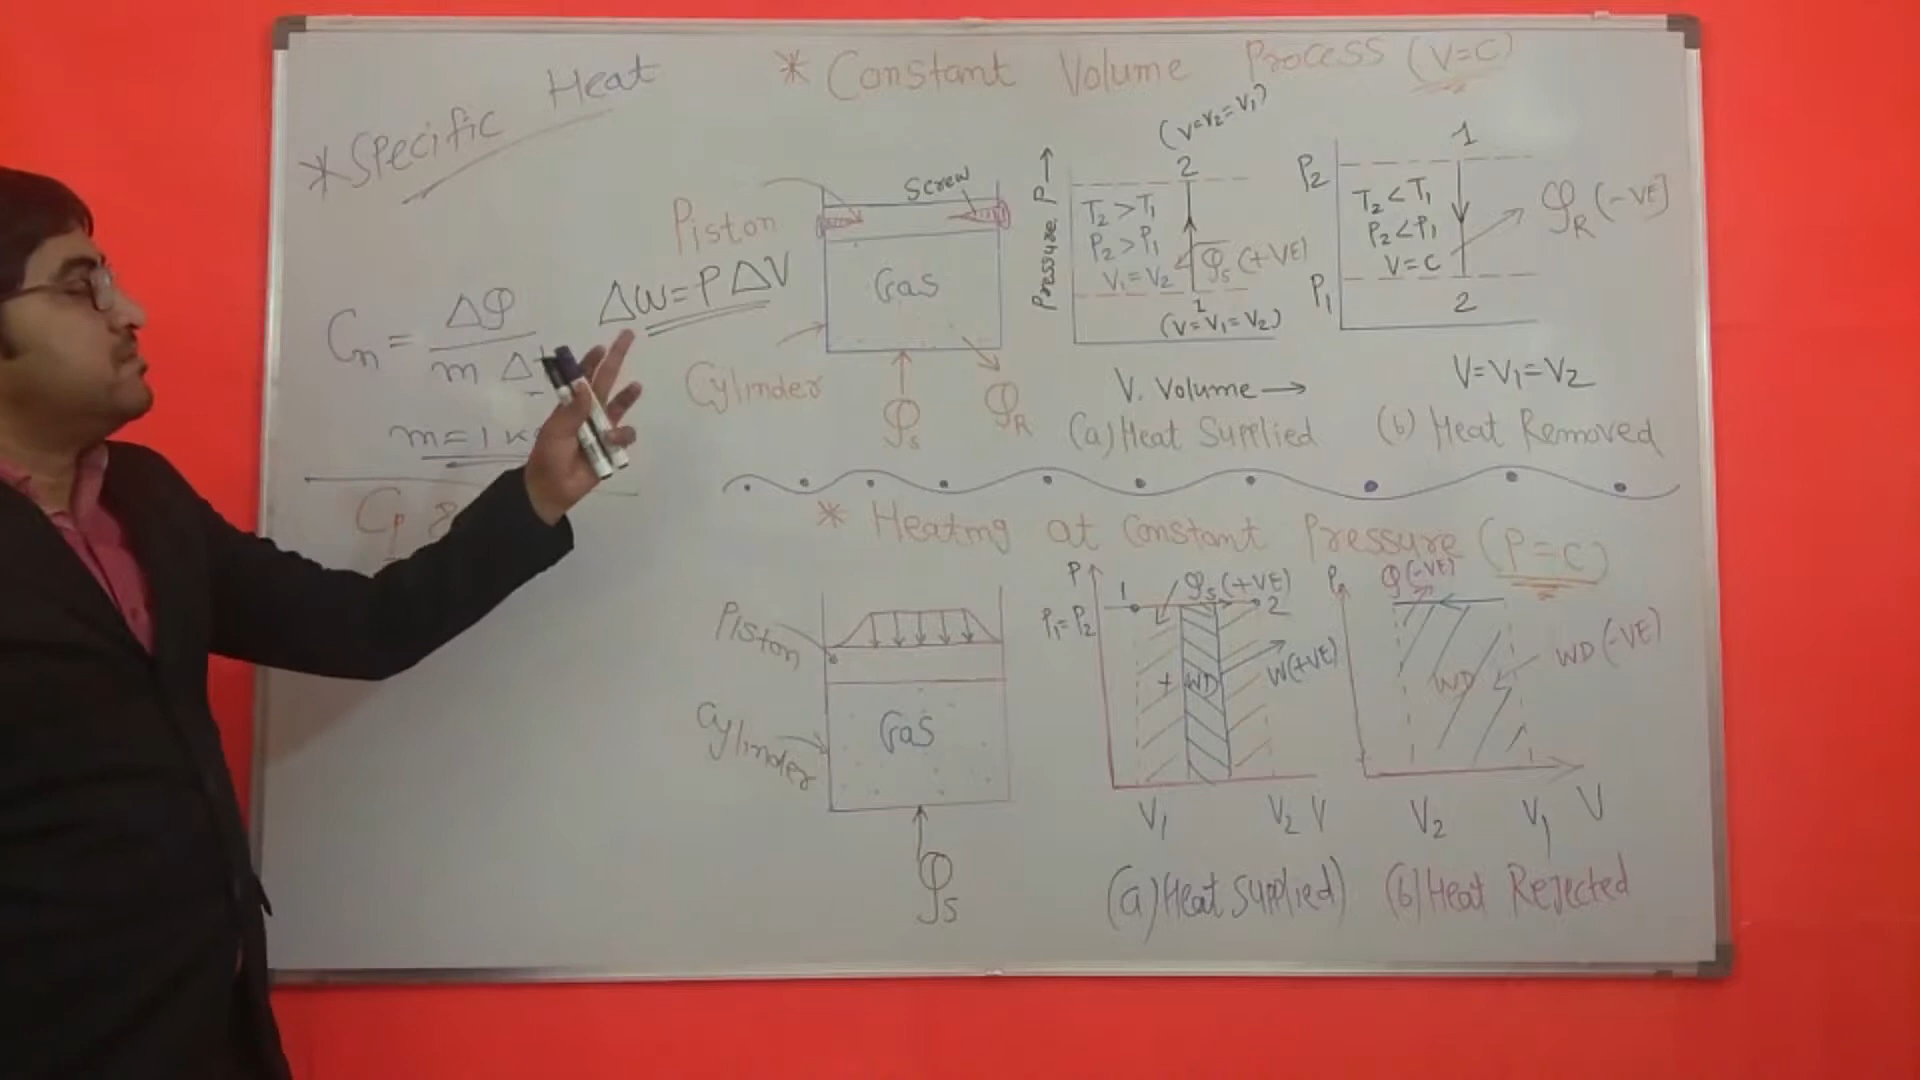 * Specific Heat
Cn = ΔQ / m Δt
ΔW = P ΔV
m = 1 kg
Cp &
* Constant Volume Process (V=C)
Piston
Screw
Gas
Cylinder
Qs
QR
Pressure P →
(V=V2=V1)
2
T2 > T1
P2 > P1
V1 = V2
Qs (+VE)
1
(V=V1=V2)
V. Volume →
(a) Heat Supplied
P2
1
T2 < T1
P2 < P1
V = C
QR (-VE)
P1
2
V=V1=V2
(b) Heat Removed
* Heating at Constant Pressure (P=C)
Piston
Cylinder
Gas
Qs
P
P1=P2
1
Qs (+VE)
2
+ WD
W(+VE)
V1
V2 V
(a) Heat Supplied)
P
Q(-VE)
WD
WD (-VE)
V2
V1
V
(b) Heat Rejected